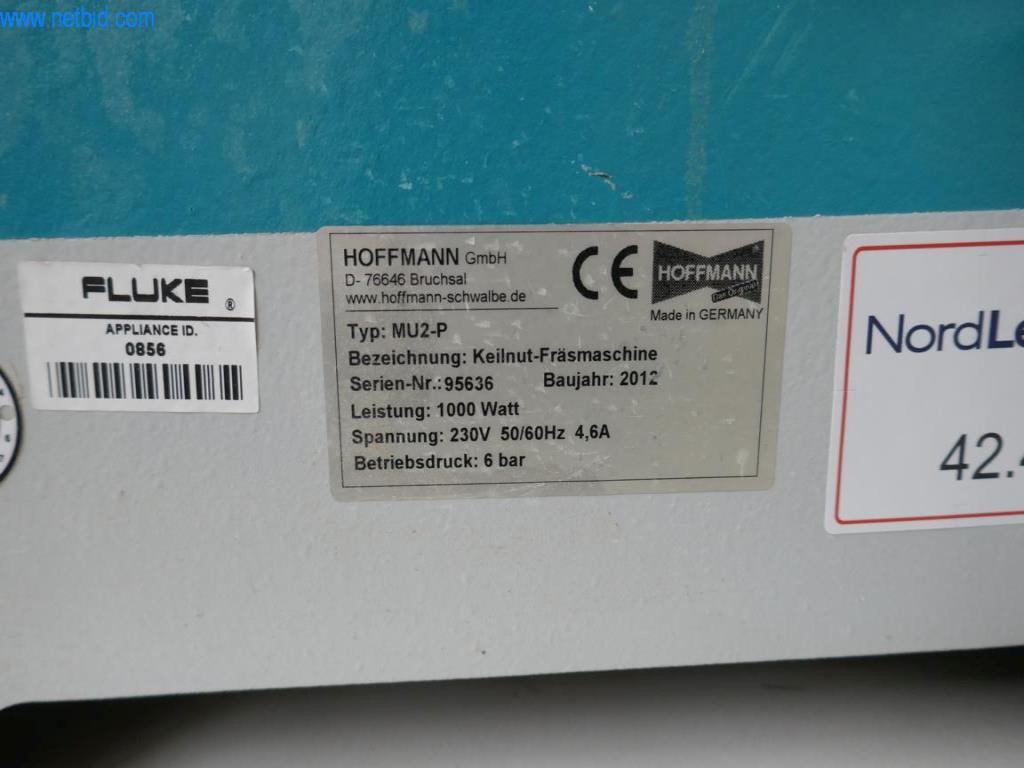 www.netbid.com
FLUKE ®
APPLIANCE ID.
0856
HOFFMANN GmbH
D- 76646 Bruchsal
www.hoffmann-schwalbe.de
CE
HOFFMANN
Das Original
Made in GERMANY
Typ: MU2-P
Bezeichnung: Keilnut-Fräsmaschine
Serien-Nr.: 95636 Baujahr: 2012
Leistung: 1000 Watt
Spannung: 230V 50/60Hz 4,6A
Betriebsdruck: 6 bar
NordLe
42.